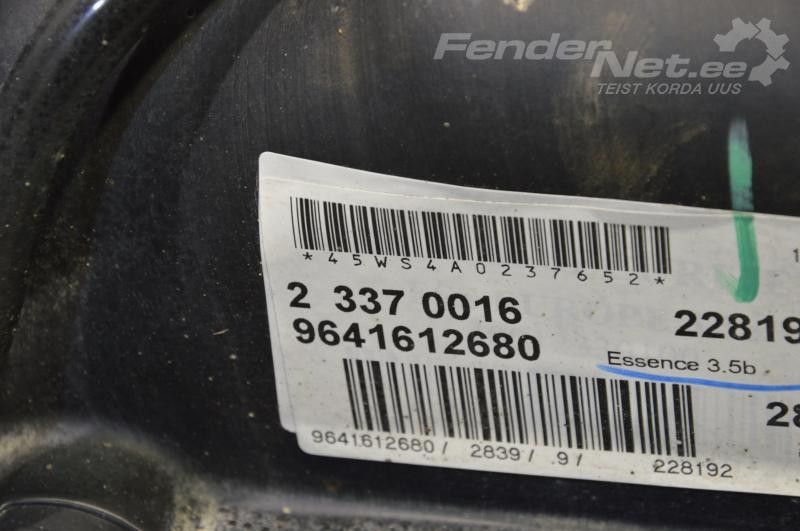 FenderNet.ee
TEIST KORDA UUS
*45WS4A0237652*
2 337 0016
22819
9641612680
Essence 3.5b
28
9641612680/ 2839/ .9/ 228192